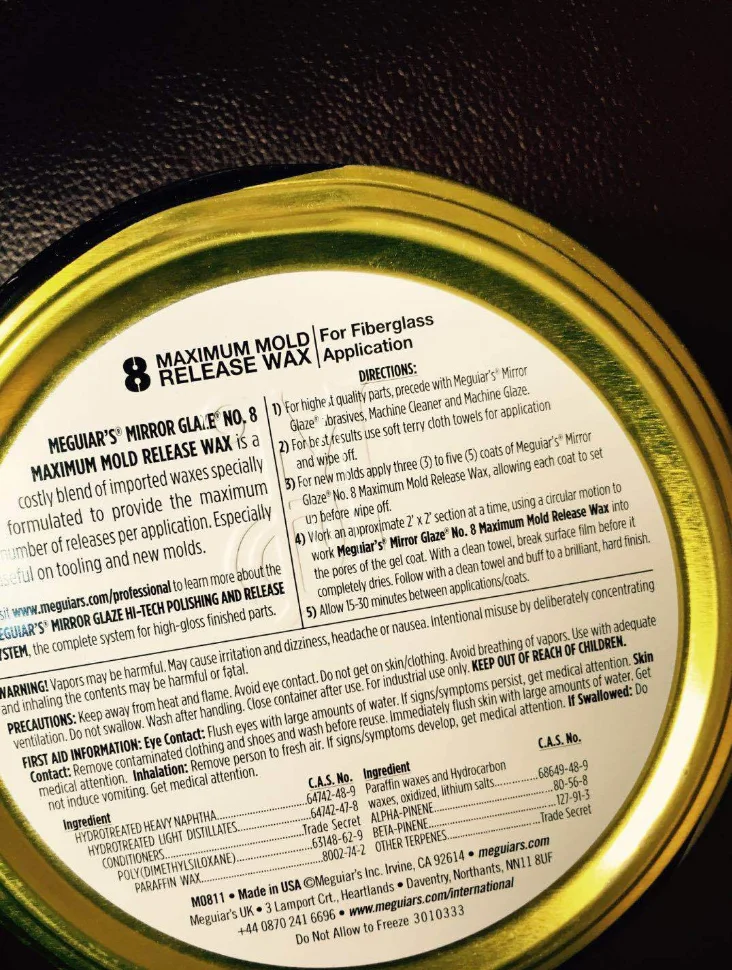 8 MAXIMUM MOLD
RELEASE WAX
For Fiberglass
Application
MEGUIAR'S® MIRROR GLAZE® NO. 8
MAXIMUM MOLD RELEASE WAX is a
costly blend of imported waxes specially
formulated to provide the maximum
number of releases per application. Especially
useful on tooling and new molds.
sit www.meguiars.com/professional to learn more about the
EGUIAR'S® MIRROR GLAZE HI-TECH POLISHING AND RELEASE
YSTEM, the complete system for high-gloss finished parts.
DIRECTIONS:
1) For highest quality parts, precede with Meguiar's® Mirror
Glaze® abrasives, Machine Cleaner and Machine Glaze.
2) For best results use soft terry cloth towels for application
and wipe off.
3) For new molds apply three (3) to five (5) coats of Meguiar's® Mirror
Glaze® No. 8 Maximum Mold Release Wax, allowing each coat to set
up before wipe off.
4) Work an approximate 2' x 2' section at a time, using a circular motion to
work Meguiar's® Mirror Glaze® No. 8 Maximum Mold Release Wax into
the pores of the gel coat. With a clean towel, break surface film before it
completely dries. Follow with a clean towel and buff to a brilliant, hard finish.
5) Allow 15-30 minutes between applications/coats.
WARNING! Vapors may be harmful. May cause irritation and dizziness, headache or nausea. Intentional misuse by deliberately concentrating
and inhaling the contents may be harmful or fatal.
PRECAUTIONS: Keep away from heat and flame. Avoid eye contact. Do not get on skin/clothing. Avoid breathing of vapors. Use with adequate
ventilation. Do not swallow. Wash after handling. Close container after use. For industrial use only. KEEP OUT OF REACH OF CHILDREN.
FIRST AID INFORMATION: Eye Contact: Flush eyes with large amounts of water. If signs/symptoms persist, get medical attention. Skin
Contact: Remove contaminated clothing and shoes and wash before reuse. Immediately flush skin with large amounts of water. Get
medical attention. Inhalation: Remove person to fresh air. If signs/symptoms develop, get medical attention. If Swallowed: Do
not induce vomiting. Get medical attention.
Ingredient C.A.S. No.
HYDROTREATED HEAVY NAPHTHA 64742-48-9
HYDROTREATED LIGHT DISTILLATES 64742-47-8
CONDITIONERS Trade Secret
POLY(DIMETHYLSILOXANE) 63148-62-9
PARAFFIN WAX 8002-74-2
Ingredient C.A.S. No.
Paraffin waxes and Hydrocarbon
waxes, oxidized, lithium salts 68649-48-9
ALPHA-PINENE 80-56-8
BETA-PINENE 127-91-3
OTHER TERPENES Trade Secret
M0811 • Made in USA ©Meguiar's Inc. Irvine, CA 92614 • meguiars.com
Meguiar's UK • 3 Lamport Crt., Heartlands • Daventry, Northants, NN11 8UF
+44 0870 241 6696 • www.meguiars.com/international
Do Not Allow to Freeze 3010333